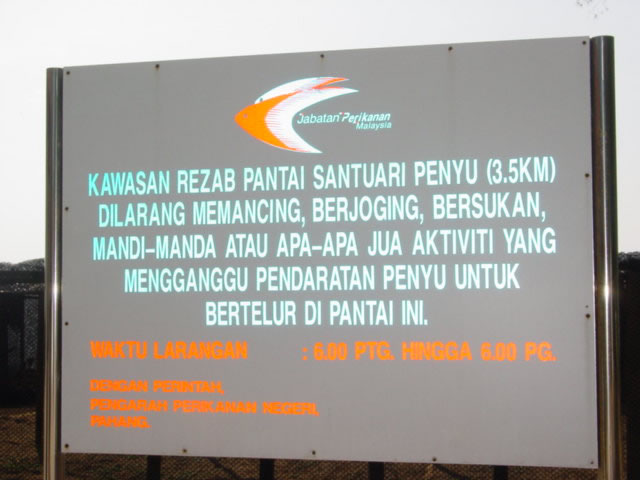 Jabatan Perikanan
Malaysia
KAWASAN REZAB PANTAI SANTUARI PENYU (3.5KM)
DILARANG MEMANCING, BERJOGING, BERSUKAN,
MANDI-MANDA ATAU APA-APA JUA AKTIVITI YANG
MENGGANGGU PENDARATAN PENYU UNTUK
BERTELUR DI PANTAI INI.
WAKTU LARANGAN : 6.00 PTG. HINGGA 6.00 PG.
DENGAN PERINTAH,
PENGARAH PERIKANAN NEGERI,
PAHANG.